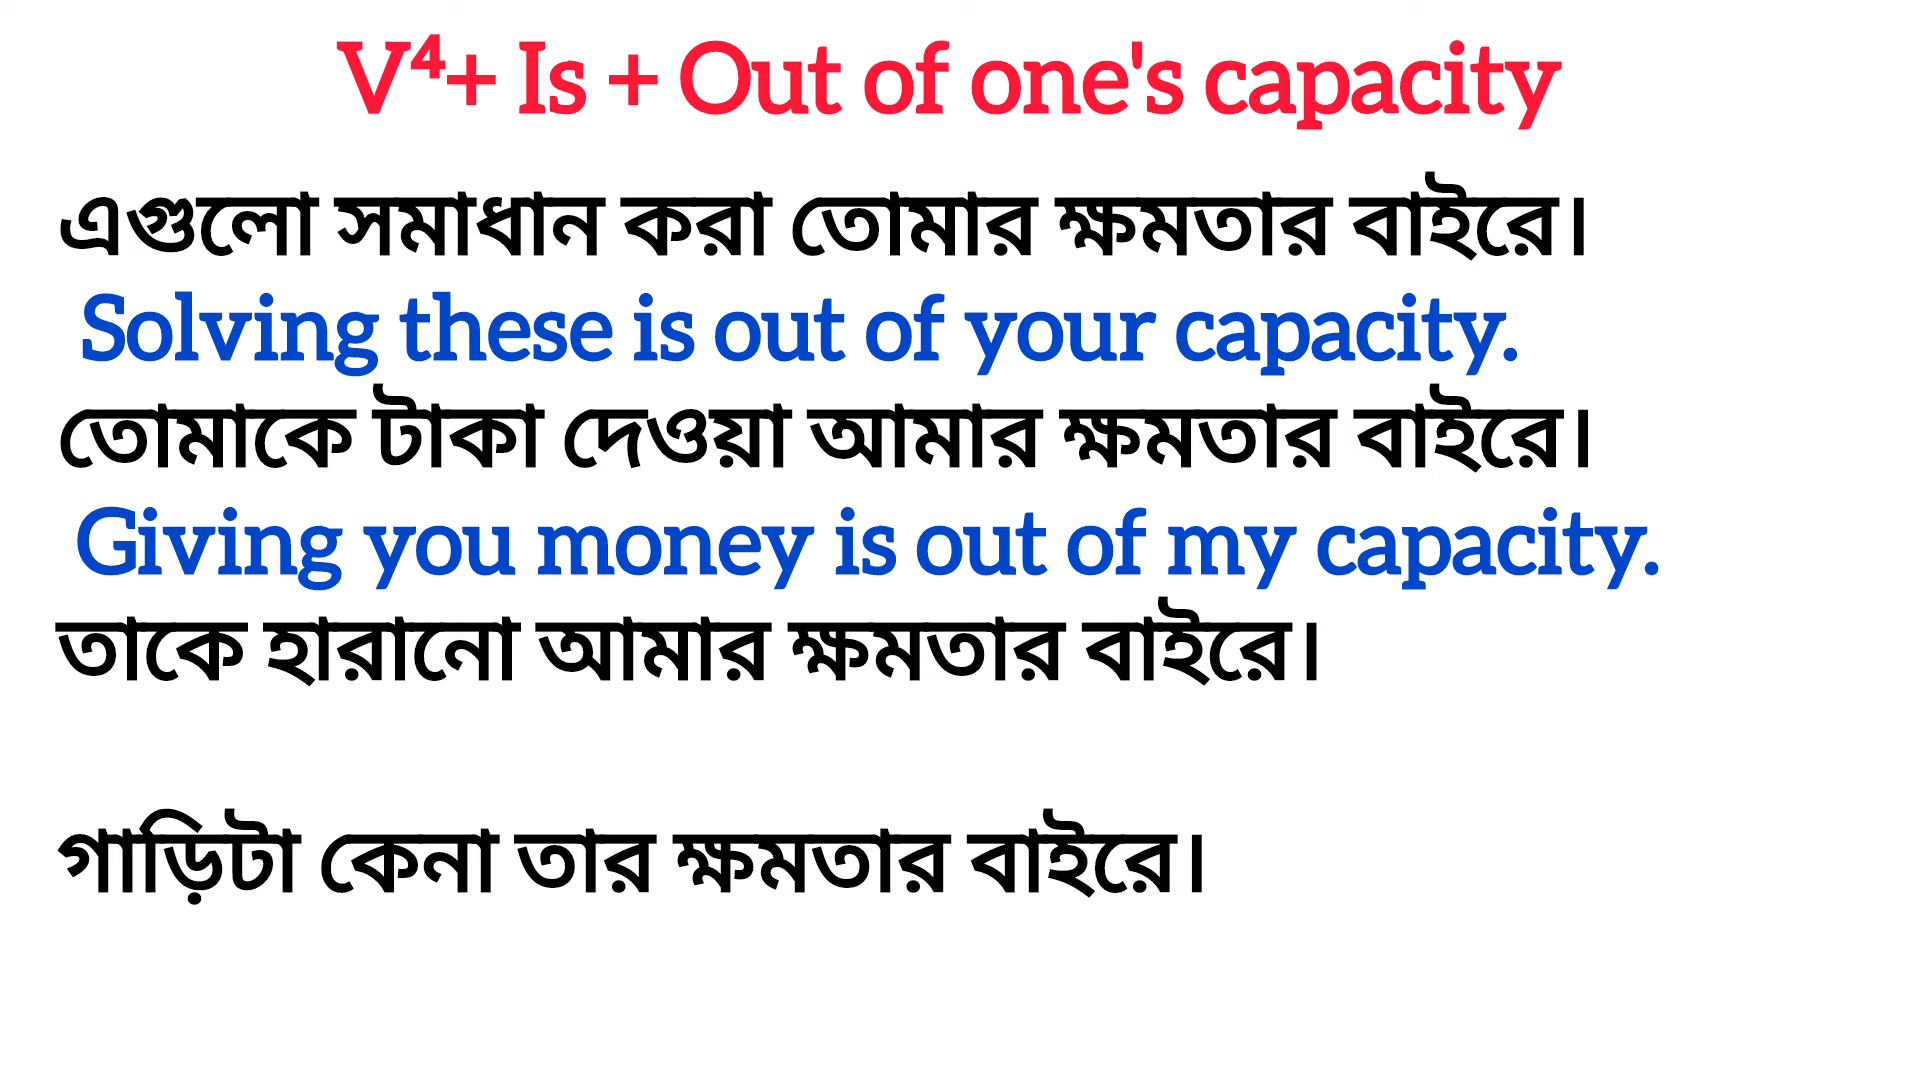 V⁴+ Is + Out of one's capacity
এগুলো সমাধান করা তোমার ক্ষমতার বাইরে।
Solving these is out of your capacity.
তোমাকে টাকা দেওয়া আমার ক্ষমতার বাইরে।
Giving you money is out of my capacity.
তাকে হারানো আমার ক্ষমতার বাইরে।
গাড়িটা কেনা তার ক্ষমতার বাইরে।